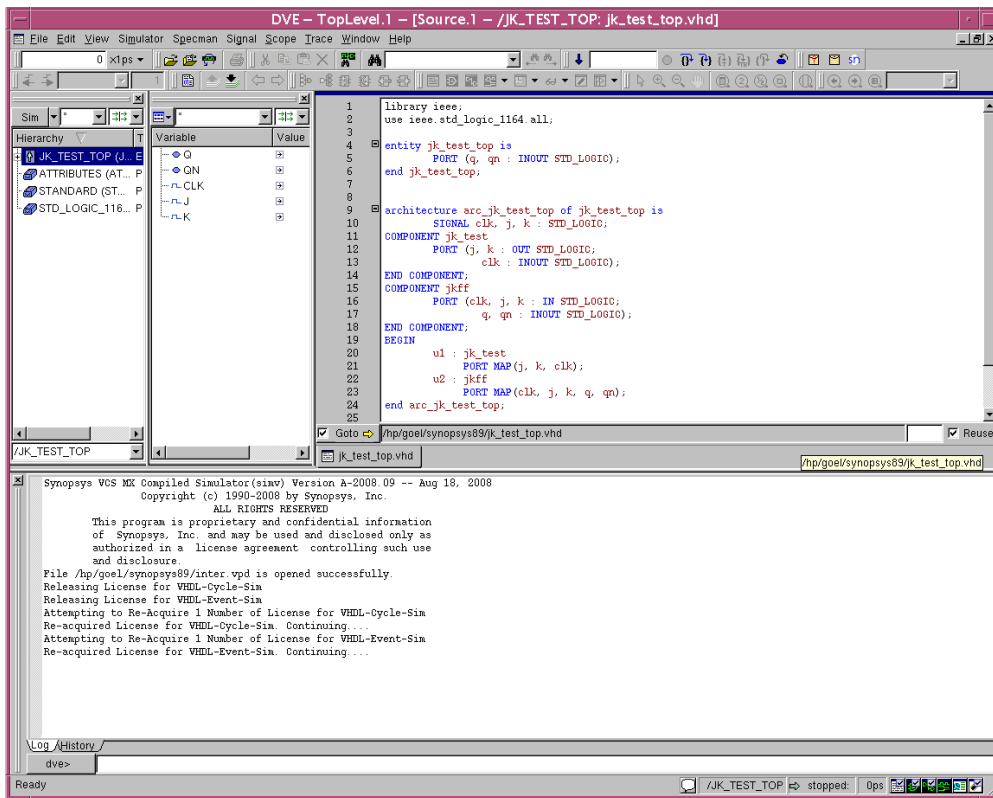 DVE – TopLevel.1 – [Source.1 – /JK_TEST_TOP: jk_test_top.vhd]
File Edit View Simulator Specman Signal Scope Trace Window Help
0 x1ps
0
1
Sim * *
Hierarchy T
JK_TEST_TOP (J... E
ATTRIBUTES (AT... P
STANDARD (ST... P
STD_LOGIC_116... P
/JK_TEST_TOP
Variable Value
Q
QN
CLK
J
K
1 library ieee;
2 use ieee.std_logic_1164.all;
3
4 entity jk_test_top is
5 PORT (q, qn : INOUT STD_LOGIC);
6 end jk_test_top;
7
8
9 architecture arc_jk_test_top of jk_test_top is
10 SIGNAL clk, j, k : STD_LOGIC;
11 COMPONENT jk_test
12 PORT (j, k : OUT STD_LOGIC;
13 clk : INOUT STD_LOGIC);
14 END COMPONENT;
15 COMPONENT jkff
16 PORT (clk, j, k : IN STD_LOGIC;
17 q, qn : INOUT STD_LOGIC);
18 END COMPONENT;
19 BEGIN
20 u1 : jk_test
21 PORT MAP(j, k, clk);
22 u2 : jkff
23 PORT MAP(clk, j, k, q, qn);
24 end arc_jk_test_top;
25
Goto /hp/goel/synopsys89/jk_test_top.vhd Reuse
jk_test_top.vhd
/hp/goel/synopsys89/jk_test_top.vhd
Synopsys VCS MX Compiled Simulator(simv) Version A-2008.09 -- Aug 18, 2008
Copyright (c) 1990-2008 by Synopsys, Inc.
ALL RIGHTS RESERVED
This program is proprietary and confidential information
of Synopsys, Inc. and may be used and disclosed only as
authorized in a license agreement controlling such use
and disclosure.
File /hp/goel/synopsys89/inter.vpd is opened successfully.
Releasing License for VHDL-Cycle-Sim
Releasing License for VHDL-Event-Sim
Attempting to Re-Acquire 1 Number of License for VHDL-Cycle-Sim
Re-acquired License for VHDL-Cycle-Sim. Continuing....
Attempting to Re-Acquire 1 Number of License for VHDL-Event-Sim
Re-acquired License for VHDL-Event-Sim. Continuing....
Log History
dve>
Ready /JK_TEST_TOP stopped: 0ps